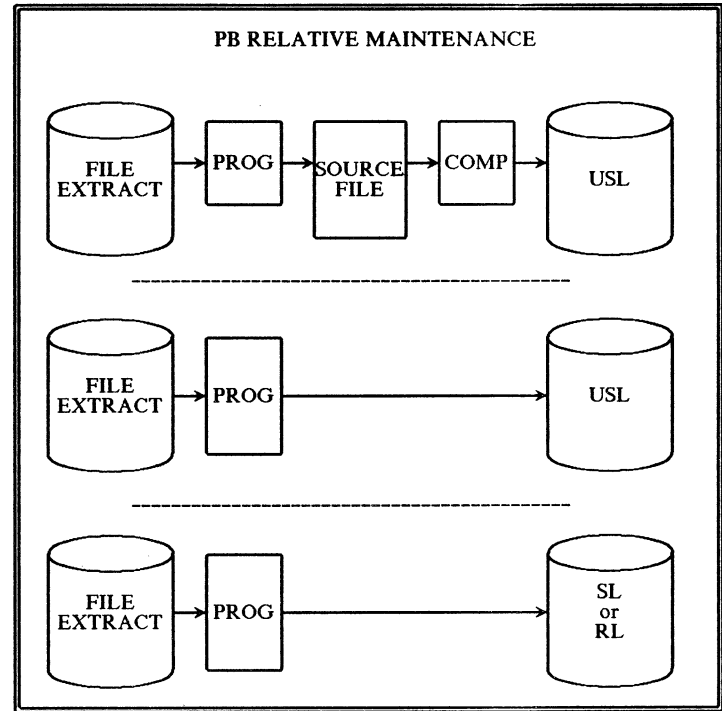 PB RELATIVE MAINTENANCE
FILE
EXTRACT
PROG
SOURCE
FILE
COMP
USL
FILE
EXTRACT
PROG
USL
FILE
EXTRACT
PROG
SL
or
RL